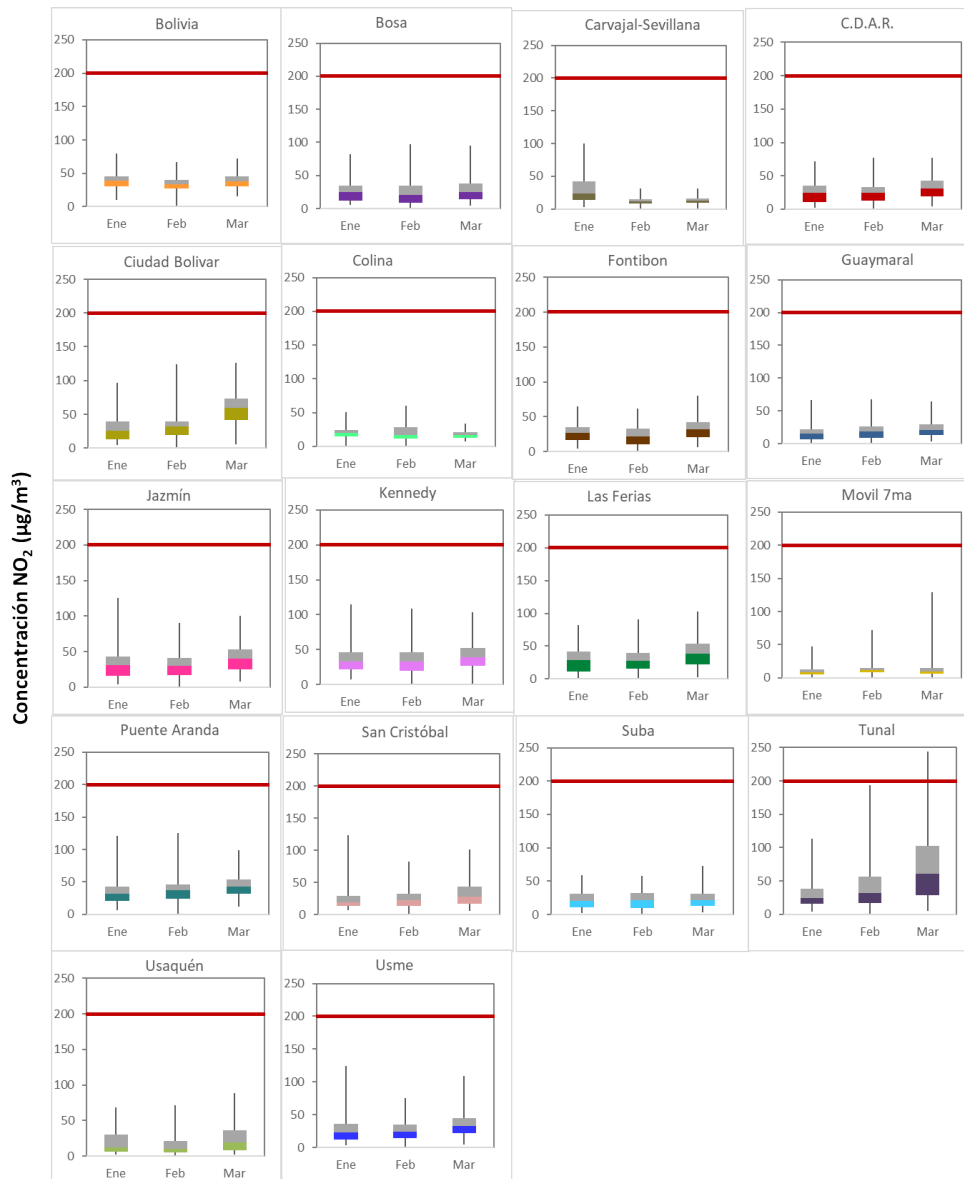 Concentración NO₂ (µg/m³)
Bolivia
250
200
150
100
50
0
Ene Feb Mar
Bosa
250
200
150
100
50
0
Ene Feb Mar
Carvajal-Sevillana
250
200
150
100
50
0
Ene Feb Mar
C.D.A.R.
250
200
150
100
50
0
Ene Feb Mar
Ciudad Bolivar
250
200
150
100
50
0
Ene Feb Mar
Colina
250
200
150
100
50
0
Ene Feb Mar
Fontibon
250
200
150
100
50
0
Ene Feb Mar
Guaymaral
250
200
150
100
50
0
Ene Feb Mar
Jazmín
250
200
150
100
50
0
Ene Feb Mar
Kennedy
250
200
150
100
50
0
Ene Feb Mar
Las Ferias
250
200
150
100
50
0
Ene Feb Mar
Movil 7ma
250
200
150
100
50
0
Ene Feb Mar
Puente Aranda
250
200
150
100
50
0
Ene Feb Mar
San Cristóbal
250
200
150
100
50
0
Ene Feb Mar
Suba
250
200
150
100
50
0
Ene Feb Mar
Tunal
250
200
150
100
50
0
Ene Feb Mar
Usaquén
250
200
150
100
50
0
Ene Feb Mar
Usme
250
200
150
100
50
0
Ene Feb Mar